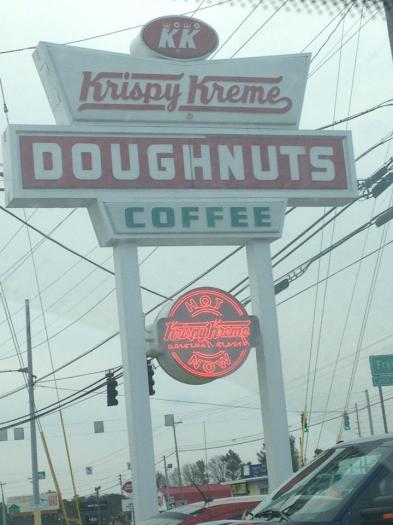 KK
Krispy Kreme
DOUGHNUTS
COFFEE
HOT
Krispy Kreme
NOW